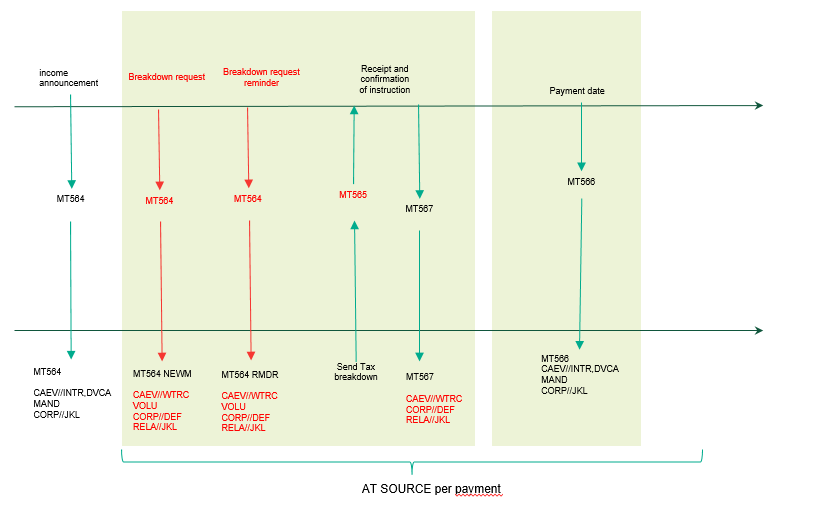 income
announcement
Breakdown request
Breakdown request
reminder
Receipt and
confirmation
of instruction
Payment date
MT564
MT564
MT564
MT565
MT567
MT566
MT564
CAEV//INTR,DVCA
MAND
CORP//JKL
MT564 NEWM
CAEV//WTRC
VOLU
CORP//DEF
RELA//JKL
MT564 RMDR
CAEV//WTRC
VOLU
CORP//DEF
RELA//JKL
Send Tax
breakdown
MT567
CAEV//WTRC
CORP//DEF
RELA//JKL
MT566
CAEV//INTR,DVCA
MAND
CORP//JKL
AT SOURCE per payment